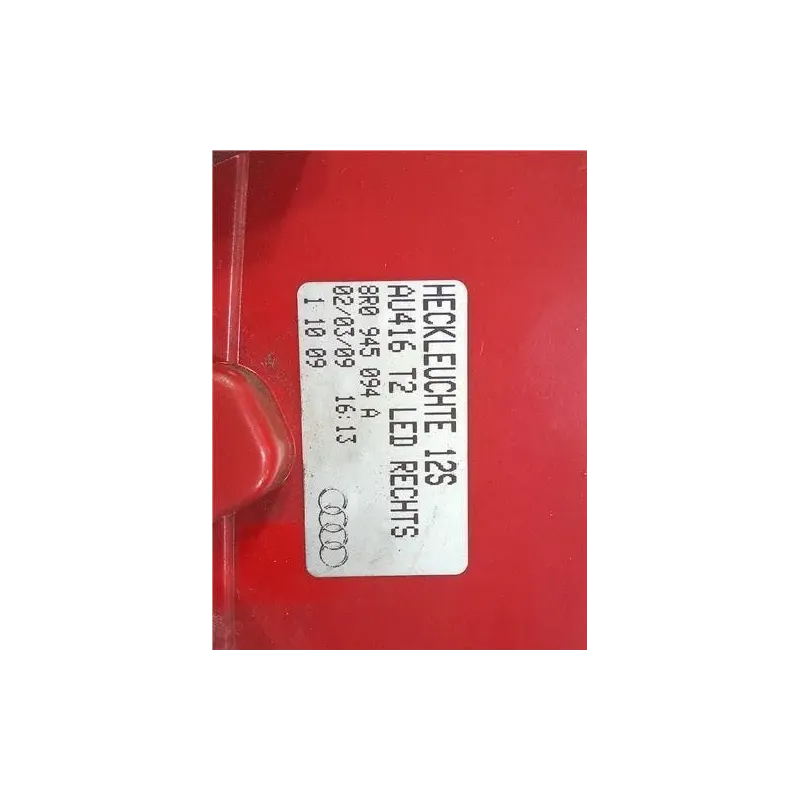 HECKLEUCHTE 12S
AU416 T2 LED RECHTS
8R0 945 094 A
02/03/09 16:13
1 10 09